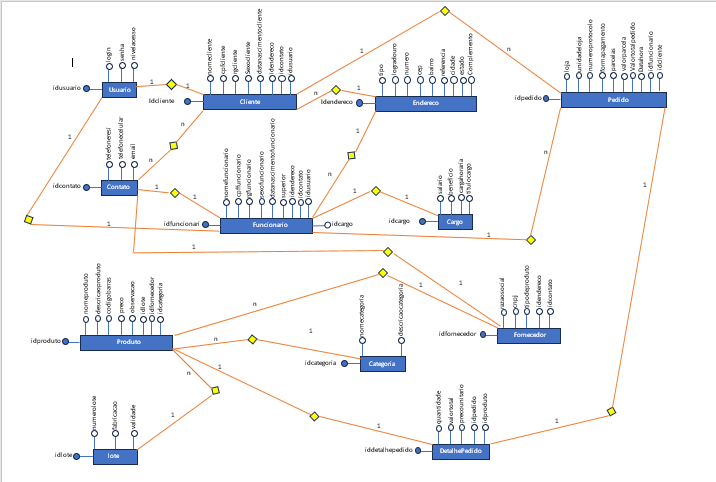 idusuario
login
senha
nivelacesso
Usuario
1
1
Idcliente
nomecliente
cpfcliente
rgcliente
Sexocliente
datanascimentocliente
idendereco
idcontato
idusuario
Cliente
1
n
n
n
Idendereco
tipo
logradouro
numero
cep
bairro
referencia
cidade
estado
Complemento
Endereco
1
n
idpedido
loja
unidadeloja
numeroprotocolo
formapagamento
parcelas
valorparcela
Valortotalpedido
datahora
idfuncionario
idcliente
Pedido
n
1
1
1
idcontato
telefoneresi
telefonecelular
email
Contato
n
1
1
1
idfuncionari
nomefuncionario
cpffuncionario
rgfuncionario
sexofuncionario
datanascimentofuncionario
superior
idendereco
idcontato
idusuario
Funcionario
idcargo
1
1
n
1
1
idcargo
salario
beneficio
cargahoraria
titulocargo
Cargo
1
1
idproduto
nomeproduto
descricaoproduto
codigobarras
preco
observacao
idlote
idfornecedor
idcategoria
Produto
n
n
n
1
1
1
idcategoria
nomecategoria
descricaocategoria
Categoria
idfornecedor
razaosocial
cnpj
tipodeproduto
idendereco
idcontato
Fornecedor
idlote
numerolote
fabricacao
validade
lote
1
1
iddetalhepedido
quantidade
valortotal
precounitario
idpedido
idproduto
DetalhePedido
1